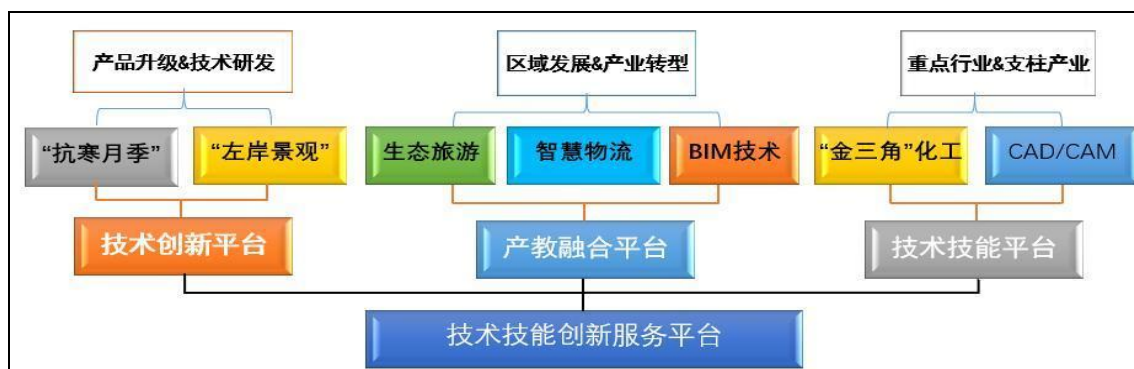 产品升级&技术研发
区域发展&产业转型
重点行业&支柱产业
“抗寒月季”
“左岸景观”
生态旅游
智慧物流
BIM技术
“金三角”化工
CAD/CAM
技术创新平台
产教融合平台
技术技能平台
技术技能创新服务平台